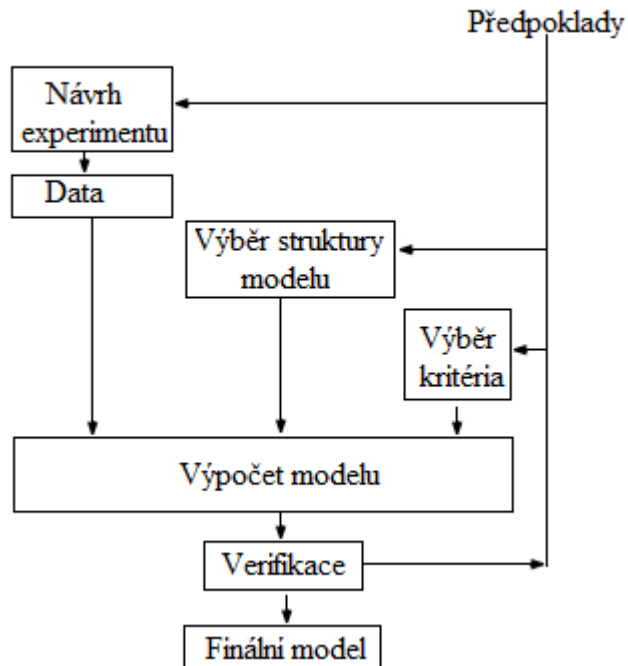 Předpoklady
Návrh
experimentu
Data
Výběr struktury
modelu
Výběr
kritéria
Výpočet modelu
Verifikace
Finální model